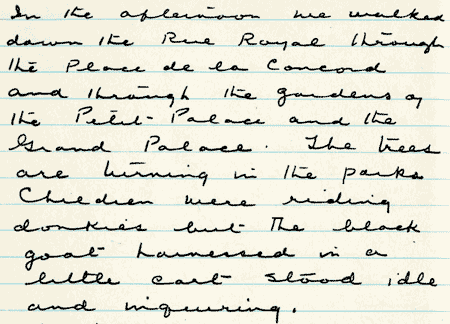 In the afternoon we walked
down the Rue Royal through
the Place de la Concord
and through the gardens of
the Petit-Palace and the
Grand Palace. The trees
are turning in the parks
Children were riding
donkies but the black
goat harnessed in a
little cart stood idle
and inquiring.